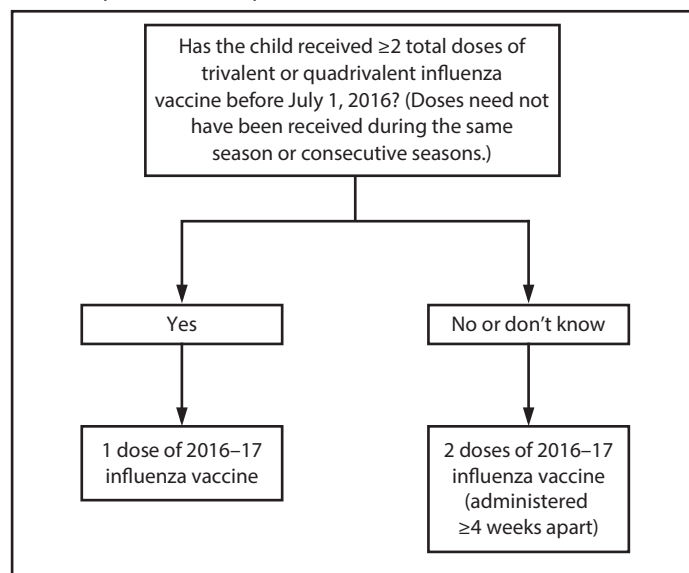 Has the child received ≥2 total doses of
trivalent or quadrivalent influenza
vaccine before July 1, 2016? (Doses need not
have been received during the same
season or consecutive seasons.)
Yes
No or don't know
1 dose of 2016–17
influenza vaccine
2 doses of 2016–17
influenza vaccine
(administered
≥4 weeks apart)